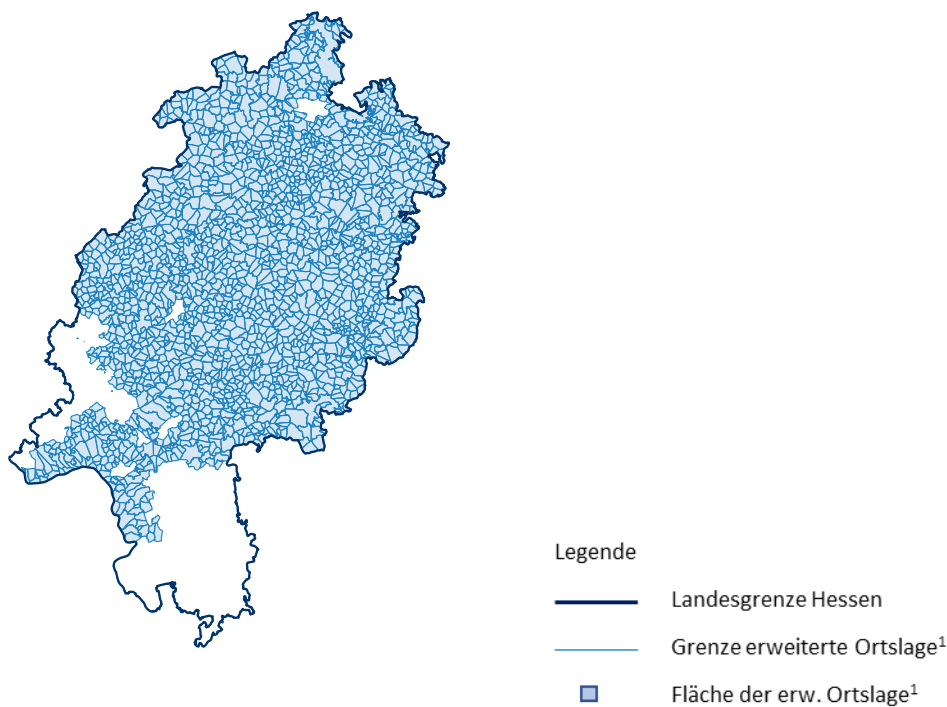 Legende
Landesgrenze Hessen
Grenze erweiterte Ortslage¹
Fläche der erw. Ortslage¹